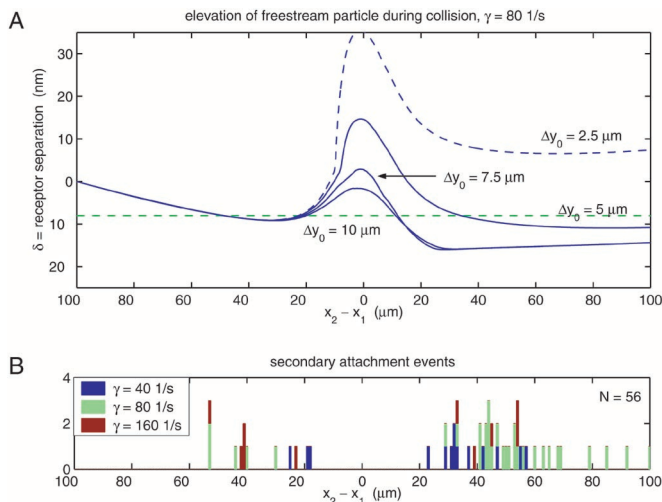 A
elevation of freestream particle during collision, γ = 80 1/s
δ = receptor separation (nm)
30
20
10
0
10
20
Δy0 = 2.5 μm
Δy0 = 7.5 μm
Δy0 = 5 μm
Δy0 = 10 μm
100 80 60 40 20 0 20 40 60 80 100
x2 − x1 (μm)
B
secondary attachment events
4
2
0
γ = 40 1/s
γ = 80 1/s
γ = 160 1/s
N = 56
100 80 60 40 20 0 20 40 60 80 100
x2 − x1 (μm)